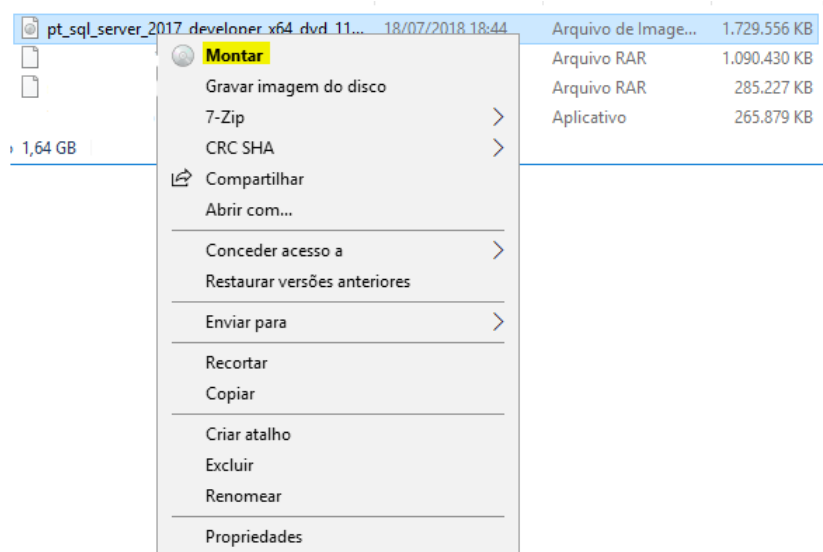 pt_sql_server_2017_developer_x64_dvd_11... 18/07/2018 18:44 Arquivo de Image... 1.729.556 KB
Arquivo RAR 1.090.430 KB
Arquivo RAR 285.227 KB
Aplicativo 265.879 KB
1,64 GB
Montar
Gravar imagem do disco
7-Zip
CRC SHA
Compartilhar
Abrir com...
Conceder acesso a
Restaurar versões anteriores
Enviar para
Recortar
Copiar
Criar atalho
Excluir
Renomear
Propriedades